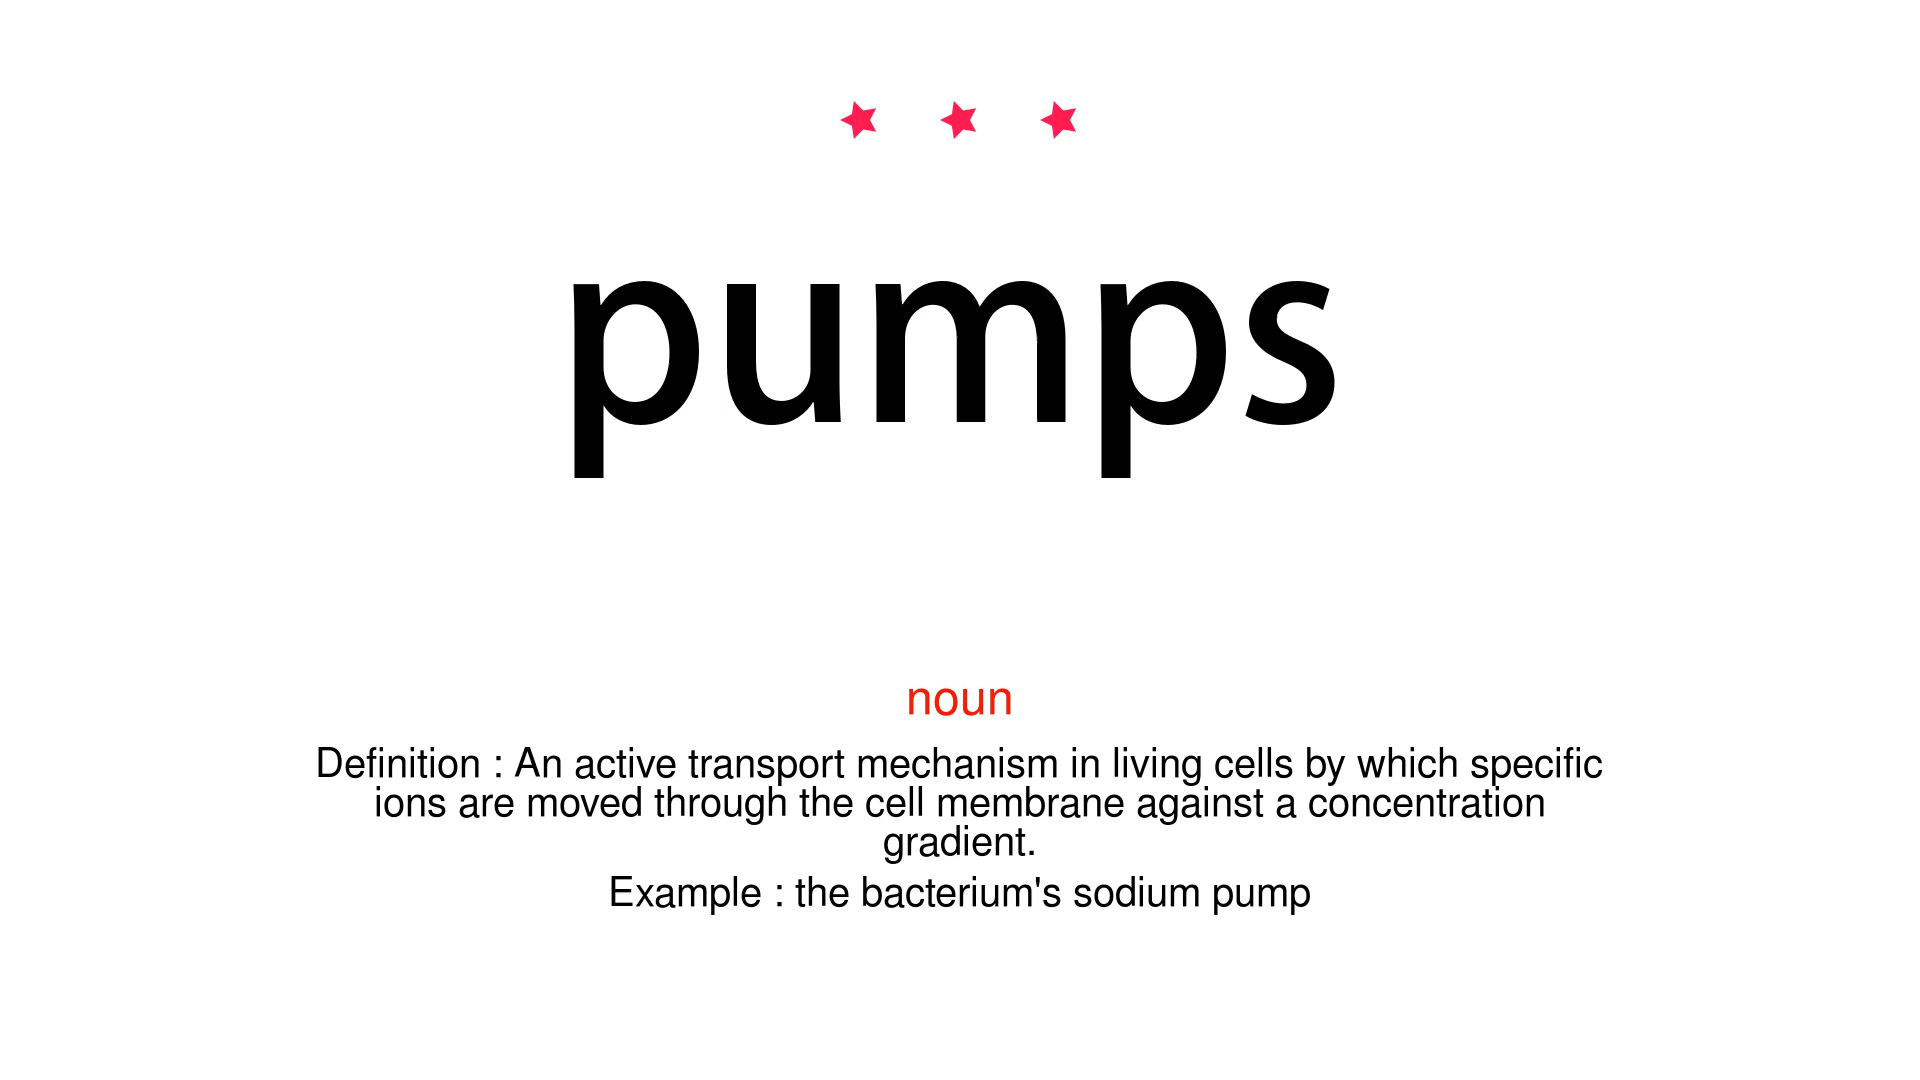 pumps
noun
Definition : An active transport mechanism in living cells by which specific
ions are moved through the cell membrane against a concentration
gradient.
Example : the bacterium's sodium pump